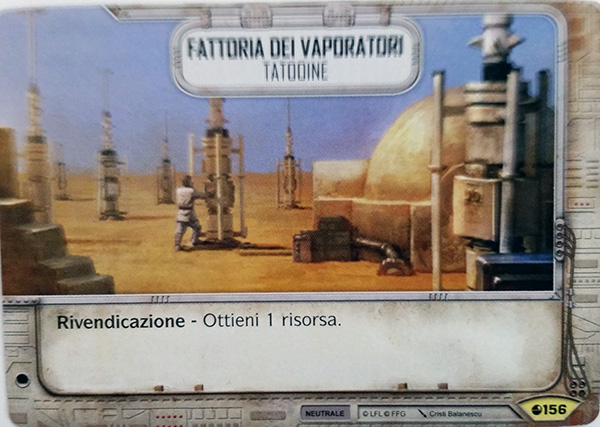 FATTORIA DEI VAPORATORI
TATOOINE
Rivendicazione - Ottieni 1 risorsa.
NEUTRALE
© LFL © FFG
Cristi Balanescu
156